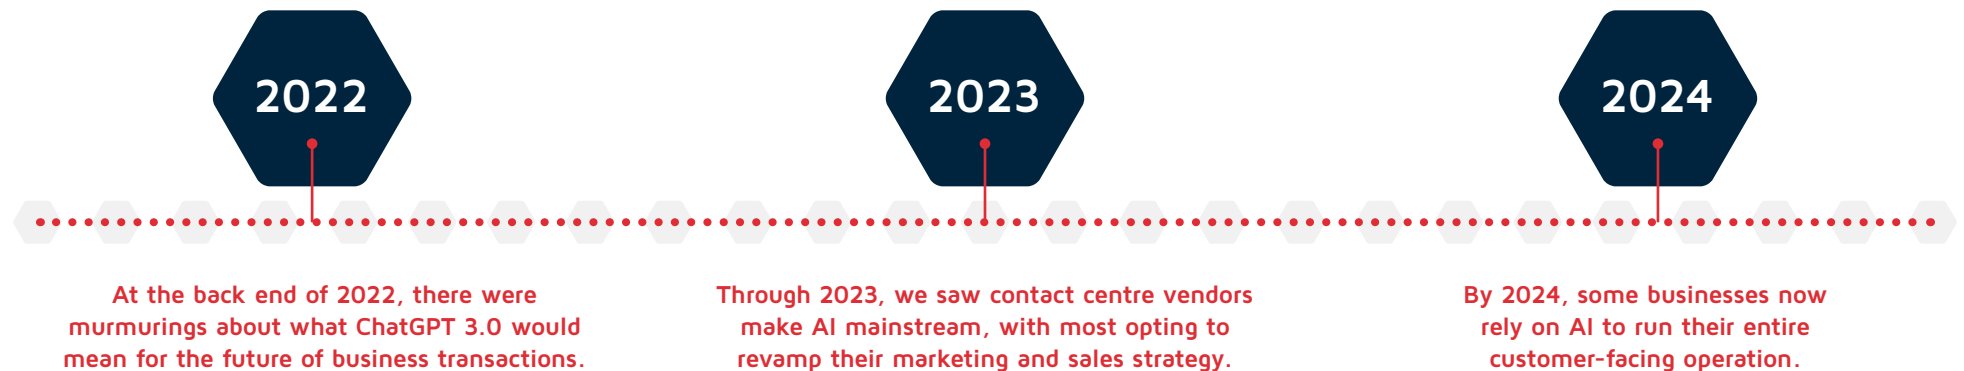 2022
At the back end of 2022, there were
murmurings about what ChatGPT 3.0 would
mean for the future of business transactions.
2023
Through 2023, we saw contact centre vendors
make AI mainstream, with most opting to
revamp their marketing and sales strategy.
2024
By 2024, some businesses now
rely on AI to run their entire
customer-facing operation.